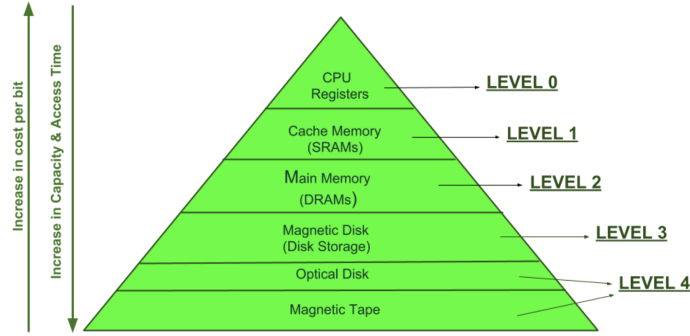 Increase in cost per bit
Increase in Capacity & Access Time
CPU
Registers
LEVEL 0
Cache Memory
(SRAMs)
LEVEL 1
Main Memory
(DRAMs)
LEVEL 2
Magnetic Disk
(Disk Storage)
LEVEL 3
Optical Disk
LEVEL 4
Magnetic Tape